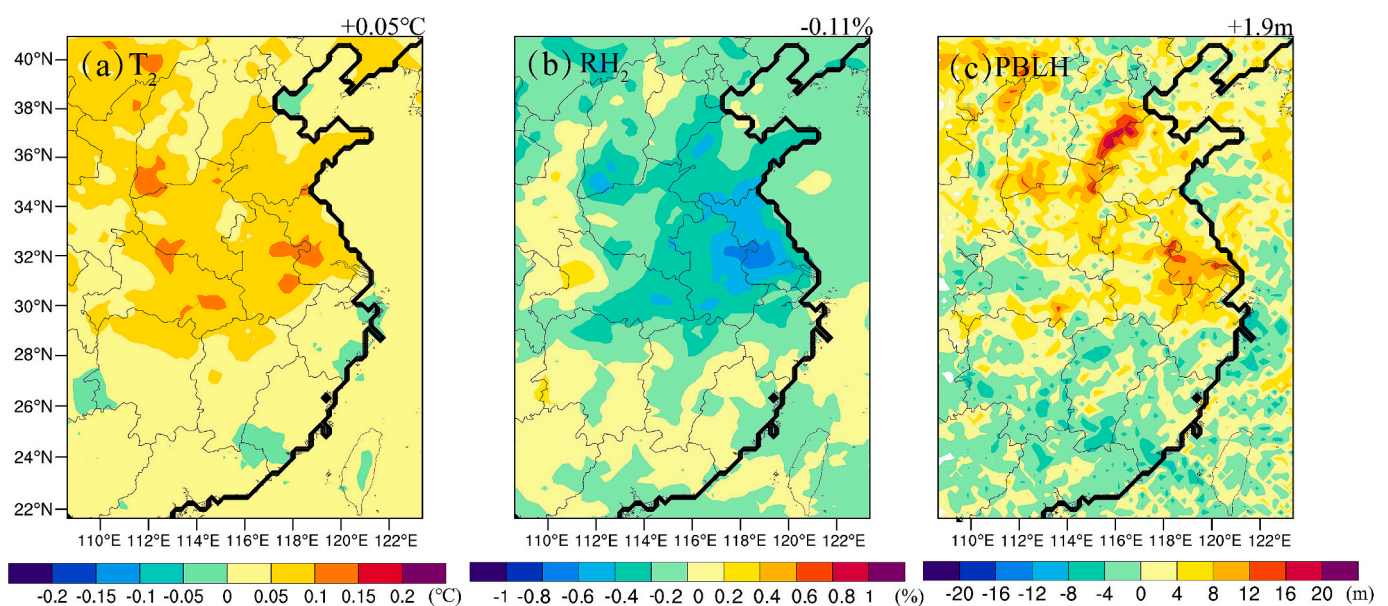 +0.05℃
-0.11%
+1.9m
(a) T2
(b) RH2
(c) PBLH
40°N
38°N
36°N
34°N
32°N
30°N
28°N
26°N
24°N
22°N
110°E 112°E 114°E 116°E 118°E 120°E 122°E
110°E 112°E 114°E 116°E 118°E 120°E 122°E
110°E 112°E 114°E 116°E 118°E 120°E 122°E
-0.2 -0.15 -0.1 -0.05 0 0.05 0.1 0.15 0.2 (℃)
-1 -0.8 -0.6 -0.4 -0.2 0 0.2 0.4 0.6 0.8 1 (%)
-20 -16 -12 -8 -4 0 4 8 12 16 20 (m)